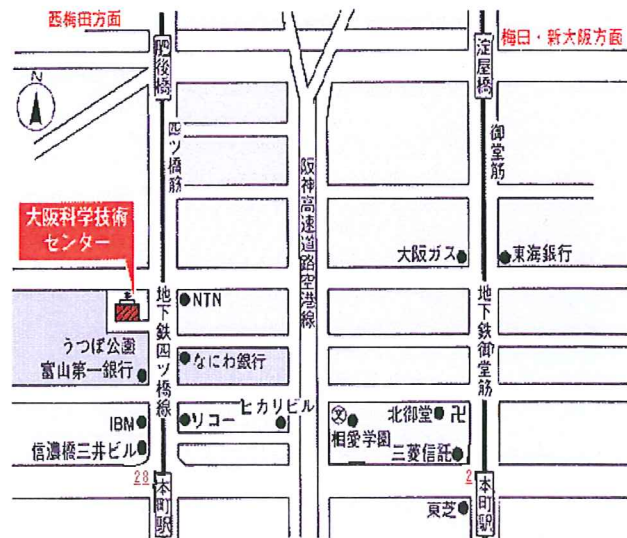 西梅田方面
肥後橋
淀屋橋
梅田・新大阪方面
N
四ツ橋筋
御堂筋
阪神高速道路空港線
大阪科学技術
センター
大阪ガス
東海銀行
NTN
地下鉄四ツ橋線
地下鉄御堂筋
うつぼ公園
富山第一銀行
なにわ銀行
ヒカリビル
IBM
リコー
文
北御堂
卍
相愛学園
信濃橋三井ビル
三菱信託
28
2
本町駅
本町駅
東芝